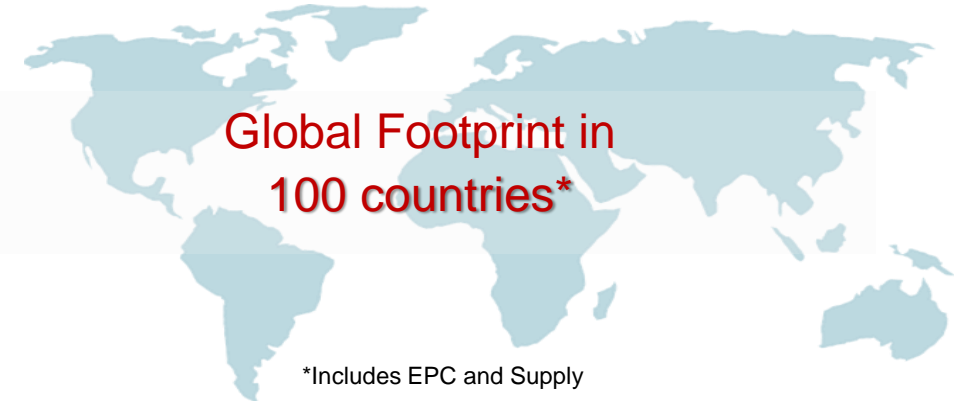 Global Footprint in
100 countries*
*Includes EPC and Supply